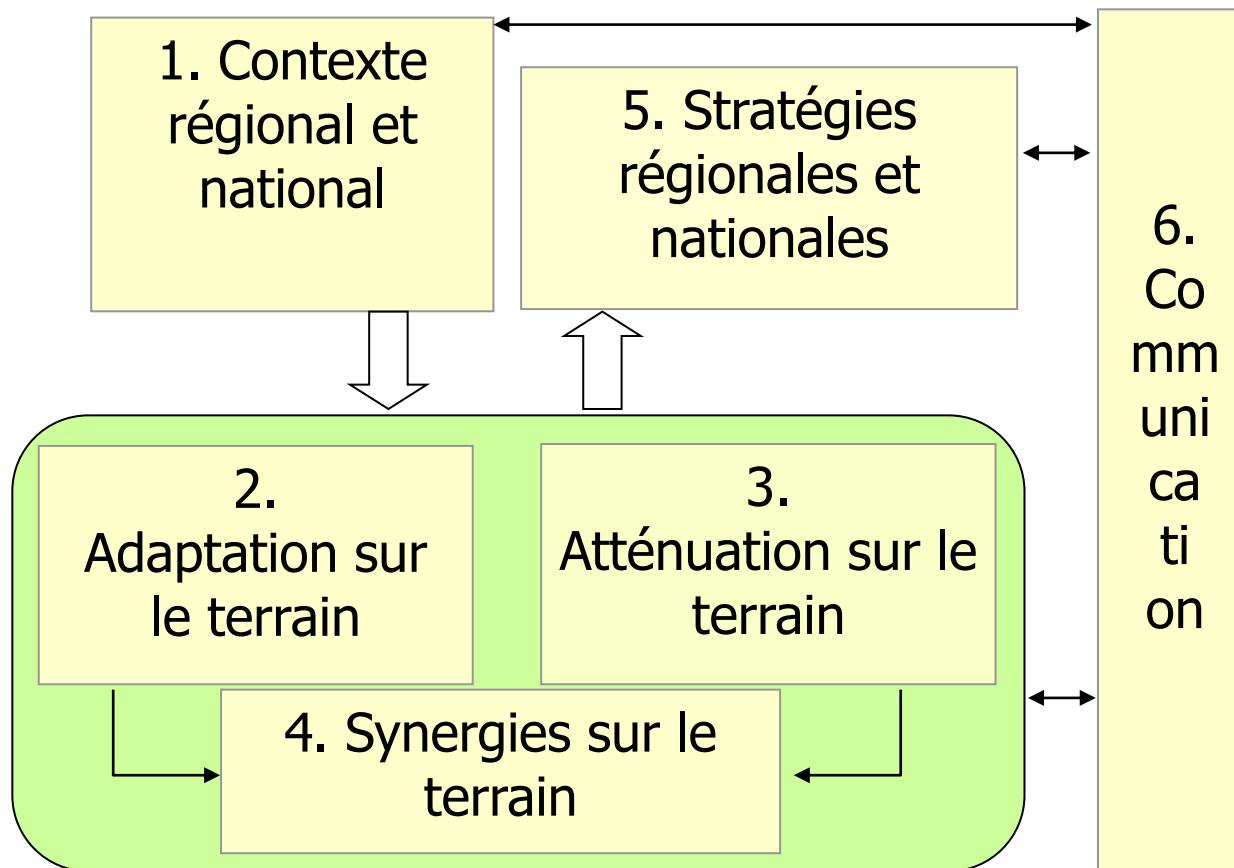 1. Contexte
régional et
national
5. Stratégies
régionales et
nationales
2.
Adaptation sur
le terrain
3.
Atténuation sur le
terrain
4. Synergies sur le
terrain
6.
Co
mm
uni
ca
ti
on